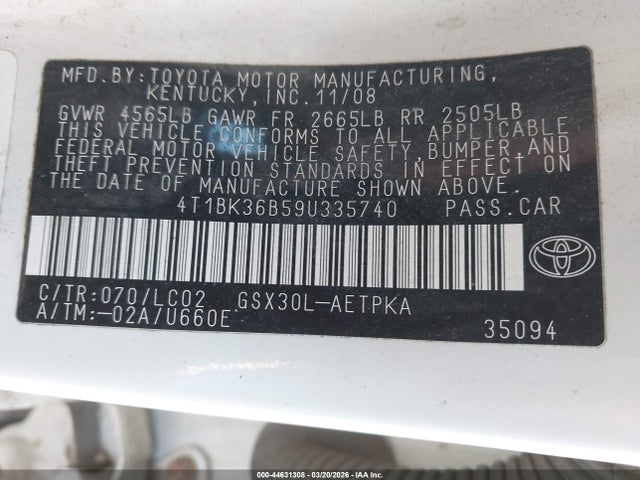 MFD. BY: TOYOTA MOTOR MANUFACTURING,
KENTUCKY, INC. 11/08
GVWR 4565LB GAWR FR 2665LB RR 2505LB
THIS VEHICLE CONFORMS TO ALL APPLICABLE
FEDERAL MOTOR VEHICLE SAFETY, BUMPER, AND
THEFT PREVENTION STANDARDS IN EFFECT ON
THE DATE OF MANUFACTURE SHOWN ABOVE.
4T1BK36B59U335740 PASS. CAR
C/TR: 070/LC02 GSX30L-AETPKA
A/TM: -02A/U660E
35094
000-44631308 | 03/20/2026 | IAA Inc.